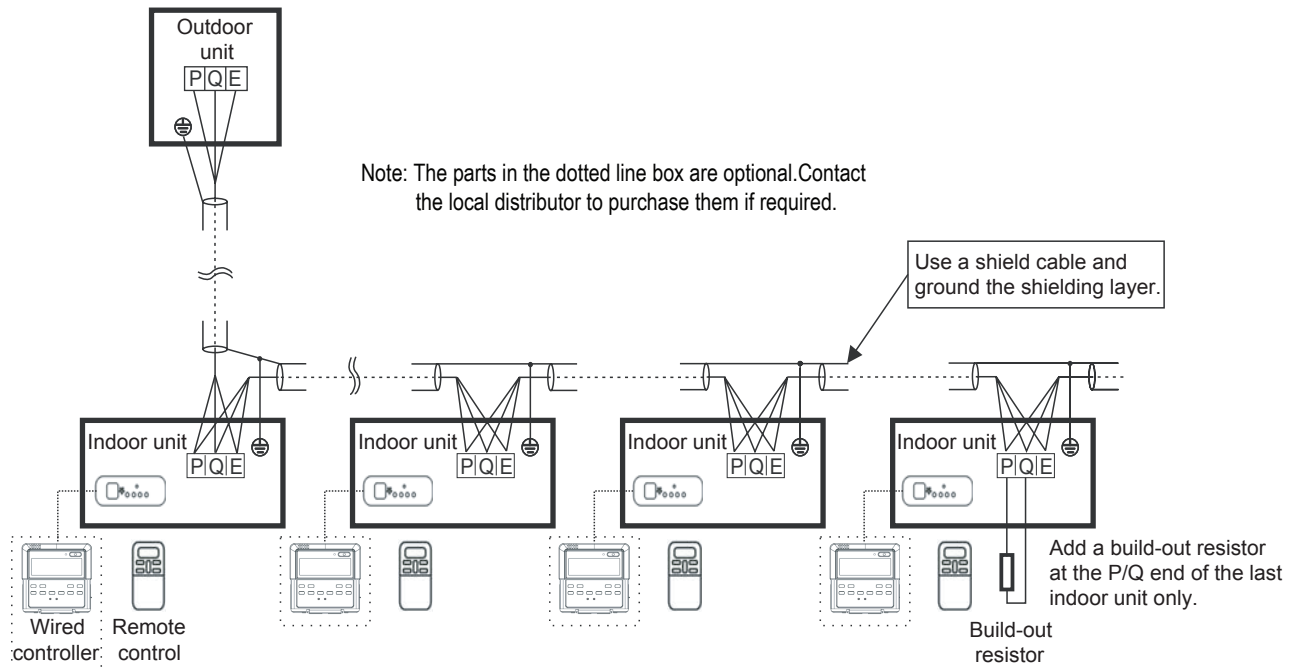 Outdoor
unit
P Q E
Note: The parts in the dotted line box are optional.Contact
the local distributor to purchase them if required.
Use a shield cable and
ground the shielding layer.
Indoor unit
P Q E
Indoor unit
P Q E
Indoor unit
P Q E
Indoor unit
P Q E
Wired
controller
Remote
control
Add a build-out resistor
at the P/Q end of the last
indoor unit only.
Build-out
resistor